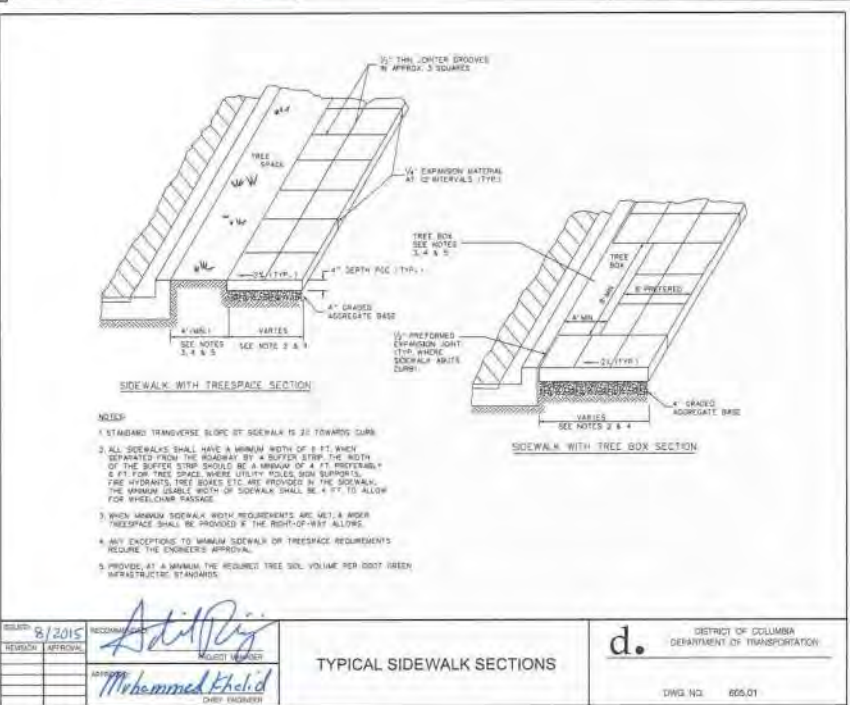 1/2" THIN JOINTER GROOVES
IN APPROX. 3 SQUARES
TREE
SPACE
1/4" EXPANSION MATERIAL
AT 12' INTERVALS (TYP.)
2% (TYP.)
4" DEPTH PCC (TYP.)
4" GRADED
AGGREGATE BASE
4' (MIN.)
SEE NOTES
3, 4 & 5
VARIES
SEE NOTE 2 & 4
SIDEWALK WITH TREESPACE SECTION
TREE BOX
SEE NOTES
3, 4 & 5
TREE
BOX
MIN
6' PREFERED
4' MIN
1/2" PREFORMED
EXPANSION JOINT
(TYP. WHERE
SIDEWALK ABUTS
CURB)
2% (TYP.)
4" GRADED
AGGREGATE BASE
VARIES
SEE NOTES 2 & 4
SIDEWALK WITH TREE BOX SECTION
NOTES:
1. STANDARD TRANSVERSE SLOPE OF SIDEWALK IS 2% TOWARDS CURB.
2. ALL SIDEWALKS SHALL HAVE A MINIMUM WIDTH OF 6 FT. WHEN
SEPARATED FROM THE ROADWAY BY A BUFFER STRIP. THE WIDTH
OF THE BUFFER STRIP SHOULD BE A MINIMUM OF 4 FT. PREFERABLY
6 FT. FOR TREE SPACE. WHERE UTILITY POLES, SIGN SUPPORTS,
FIRE HYDRANTS, TREE BOXES ETC. ARE PROVIDED IN THE SIDEWALK,
THE MINIMUM USABLE WIDTH OF SIDEWALK SHALL BE 4 FT. TO ALLOW
FOR WHEELCHAIR PASSAGE.
3. WHEN MINIMUM SIDEWALK WIDTH REQUIREMENTS ARE MET, A WIDER
TREESPACE SHALL BE PROVIDED IF THE RIGHT-OF-WAY ALLOWS.
4. ANY EXCEPTIONS TO MINIMUM SIDEWALK OR TREESPACE REQUIREMENTS
REQUIRE THE ENGINEER'S APPROVAL.
5. PROVIDE, AT A MINIMUM, THE REQUIRED TREE SOIL VOLUME PER DDOT GREEN
INFRASTRUCTRE STANDARDS.
ISSUED: 8/2015
REVISION APPROVAL
RECOMMENDED:
Adil Rizvi
PROJECT MANAGER
APPROVED:
Muhammed Khalid
CHIEF ENGINEER
TYPICAL SIDEWALK SECTIONS
d.
DISTRICT OF COLUMBIA
DEPARTMENT OF TRANSPORTATION
DWG. NO. 605.01